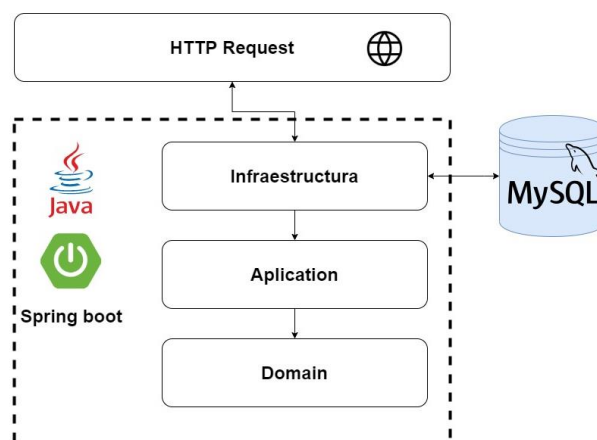 HTTP Request
Infraestructura
Java
MySQL
Aplication
Spring boot
Domain